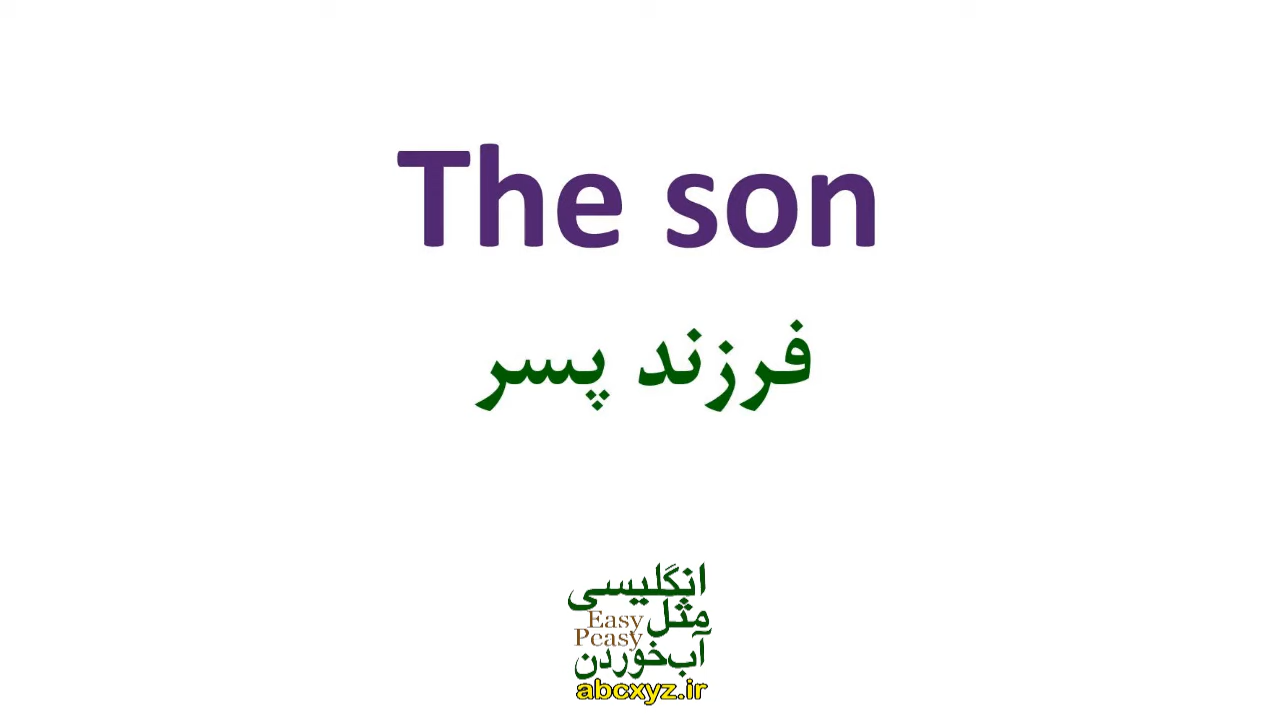 The son
فرزند پسر
انگلیسی
مثل
Easy
Peasy
آب‌خوردن
abcxyz.ir